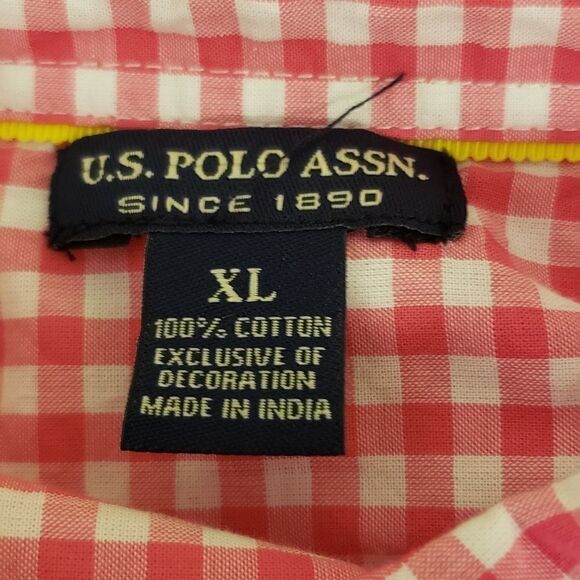 U.S. POLO ASSN.
SINCE 1890
XL
100% COTTON
EXCLUSIVE OF
DECORATION
MADE IN INDIA